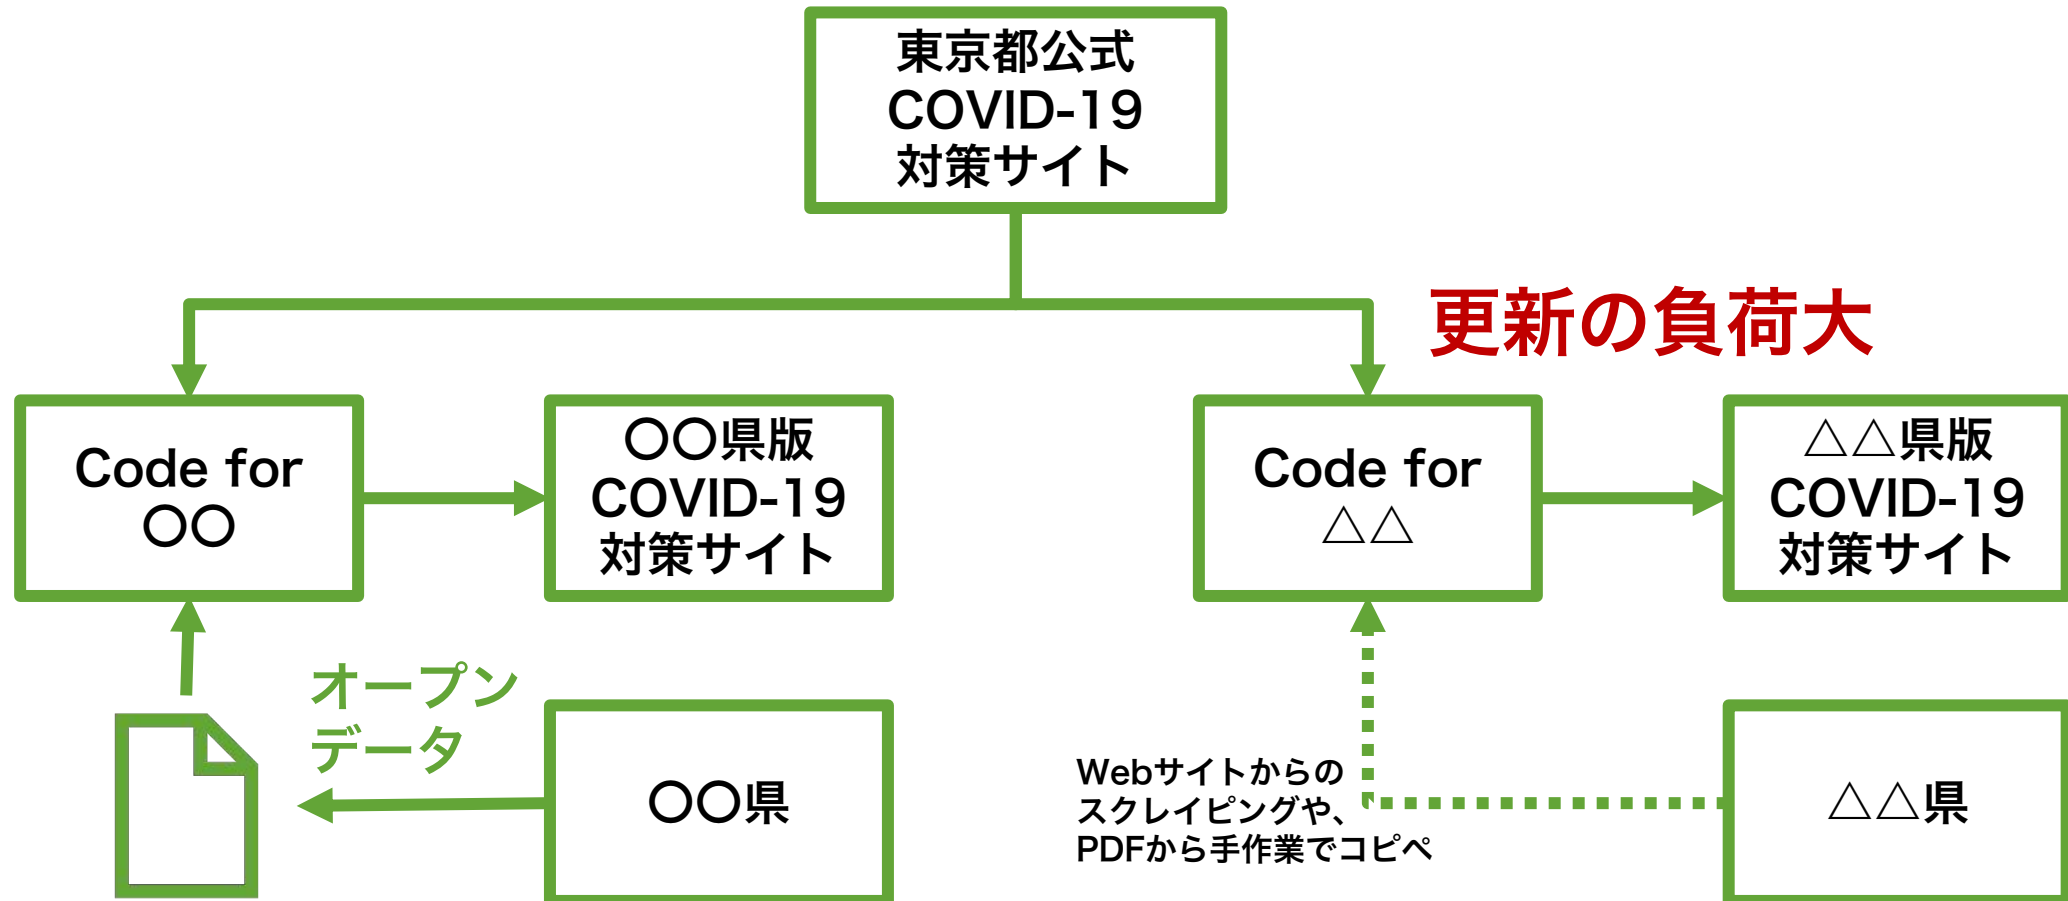 東京都公式
COVID-19
対策サイト
更新の負荷大
Code for
〇〇
〇〇県版
COVID-19
対策サイト
Code for
△△
△△県版
COVID-19
対策サイト
オープン
データ
〇〇県
Webサイトからの
スクレイピングや、
PDFから手作業でコピペ
△△県